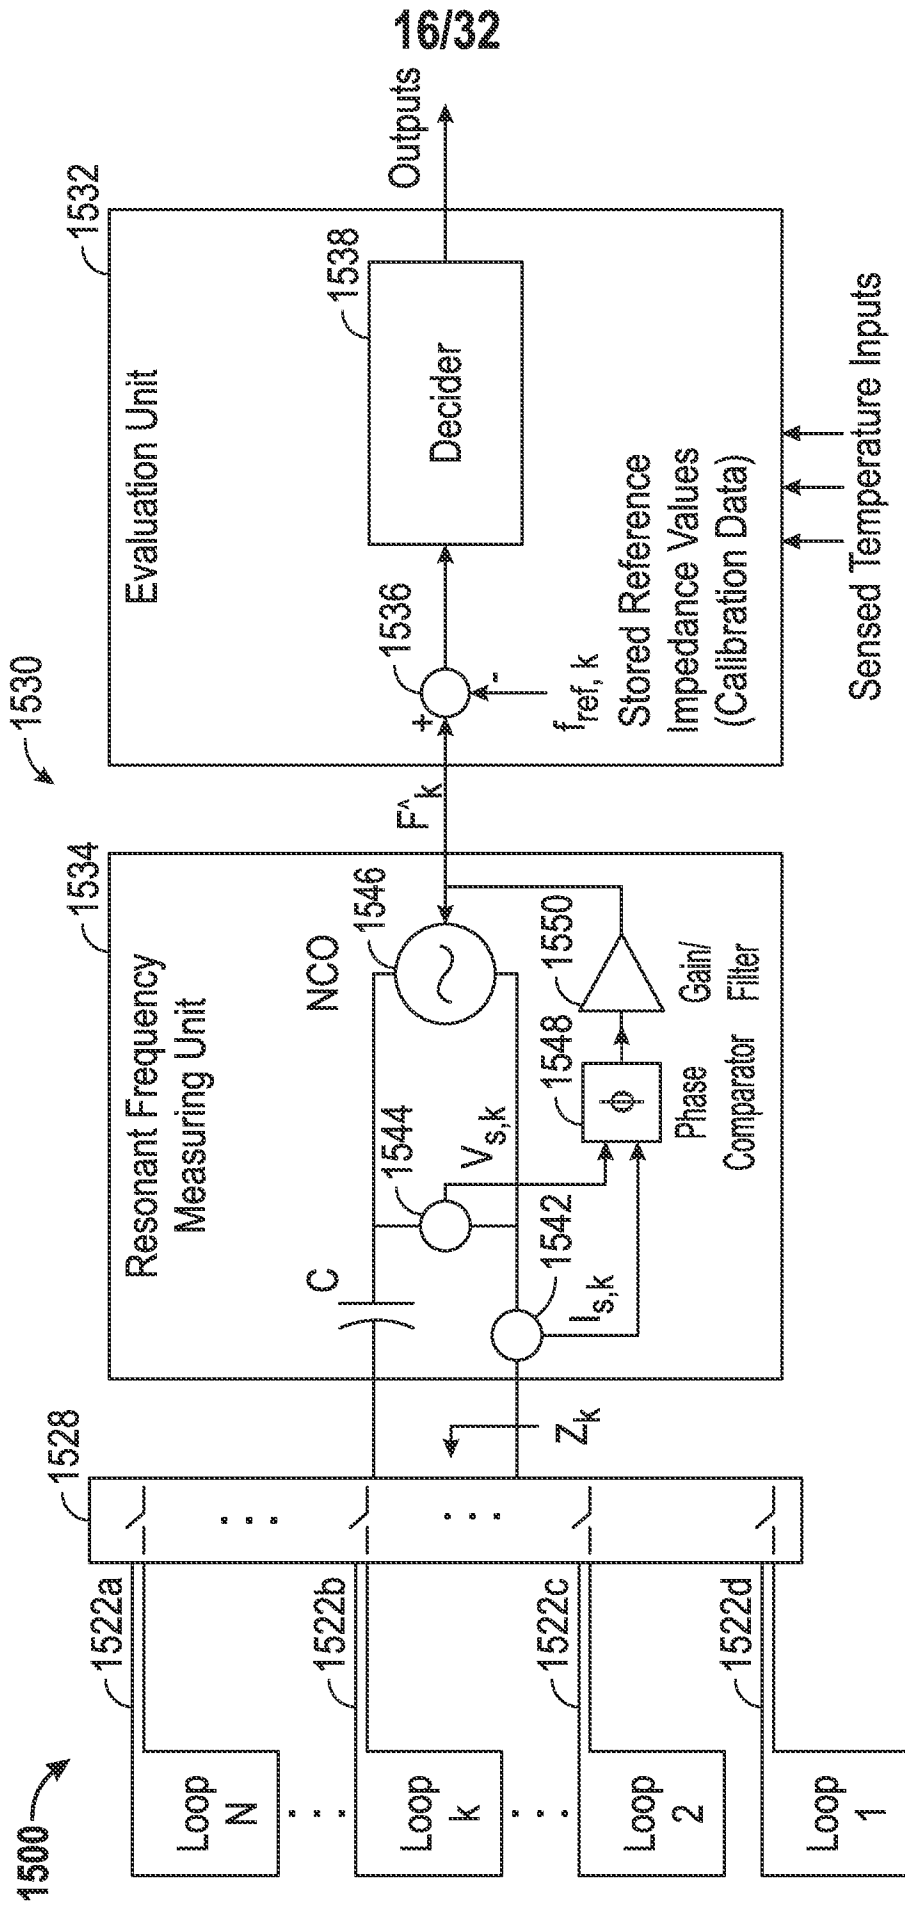 16/32
1500
1530
1522a
1522b
1522c
1522d
Loop
N
Loop
k
Loop
2
Loop
1
1528
Z_k
1534
Resonant Frequency
Measuring Unit
C
1544
NCO
1546
V_s,k
1542
I_s,k
1548
Φ
Phase
Comparator
1550
Gain/
Filter
F^_k
1532
Evaluation Unit
1536
+
-
f_ref, k
Stored Reference
Impedance Values
(Calibration Data)
1538
Decider
Outputs
Sensed Temperature Inputs